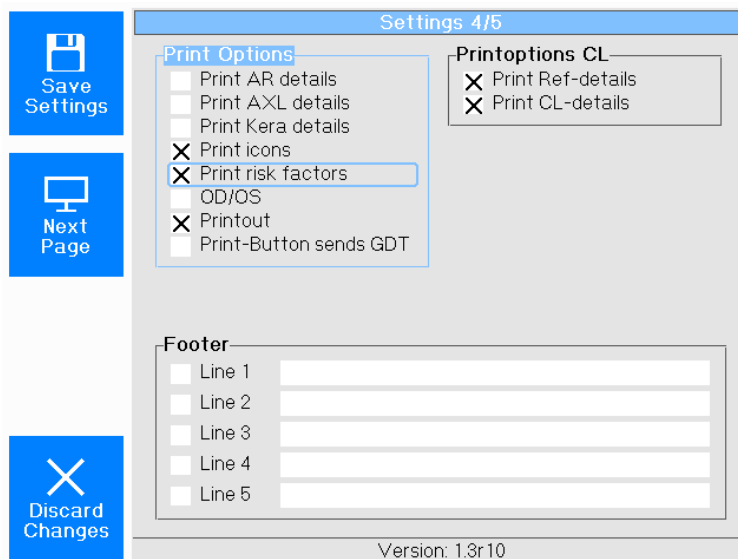 Settings 4/5
Save
Settings
Next
Page
Discard
Changes
Print Options
Print AR details
Print AXL details
Print Kera details
Print icons
Print risk factors
OD/OS
Printout
Print-Button sends GDT
Printoptions CL
Print Ref-details
Print CL-details
Footer
Line 1
Line 2
Line 3
Line 4
Line 5
Version: 1.3r10